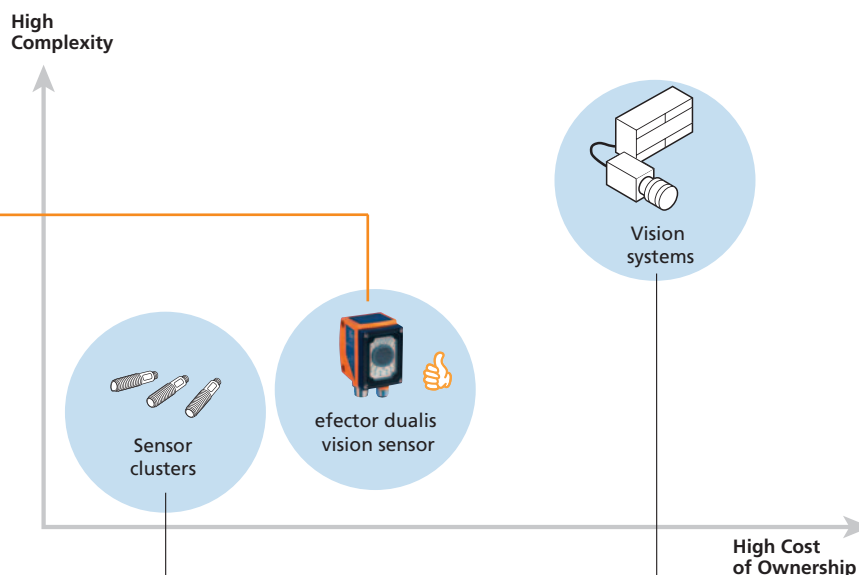 High
Complexity
Vision
systems
efector dualis
vision sensor
Sensor
clusters
High Cost
of Ownership